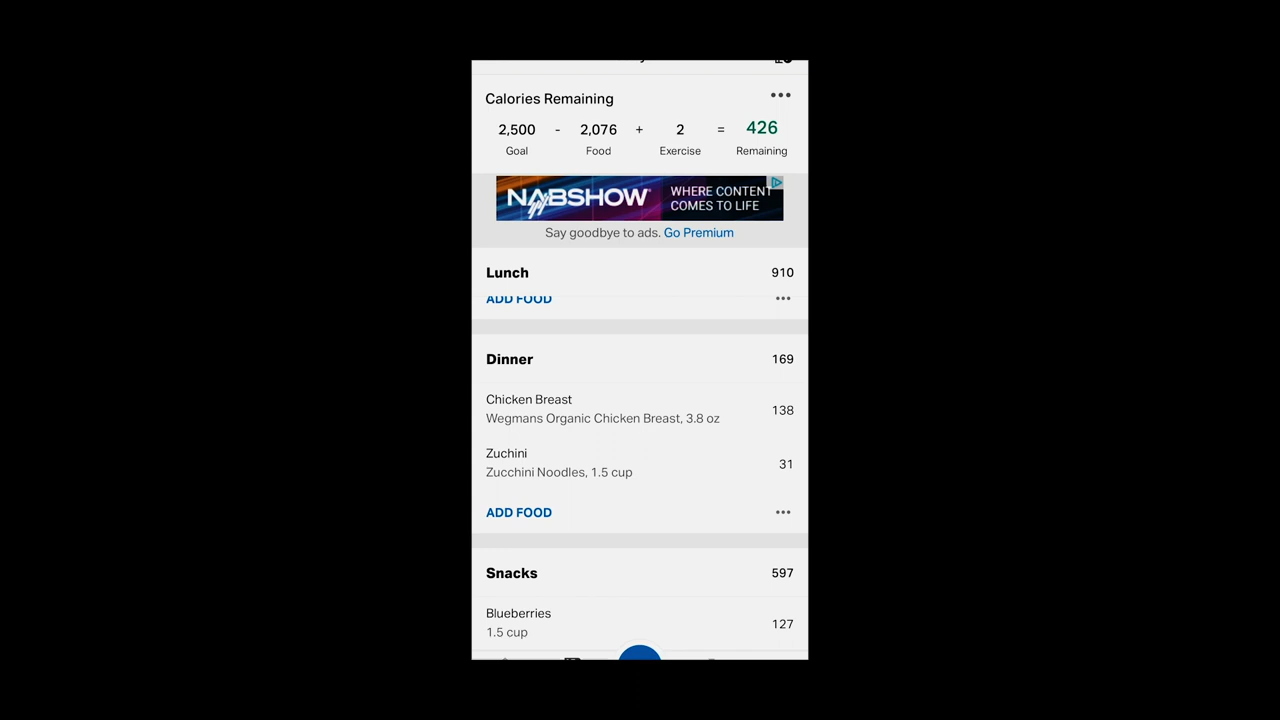 Calories Remaining
2,500 - 2,076 + 2 = 426
Goal Food Exercise Remaining
NABSHOW WHERE CONTENT
COMES TO LIFE
Say goodbye to ads. Go Premium
Lunch 910
ADD FOOD
Dinner 169
Chicken Breast
Wegmans Organic Chicken Breast, 3.8 oz 138
Zuchini
Zucchini Noodles, 1.5 cup 31
ADD FOOD
Snacks 597
Blueberries
1.5 cup 127